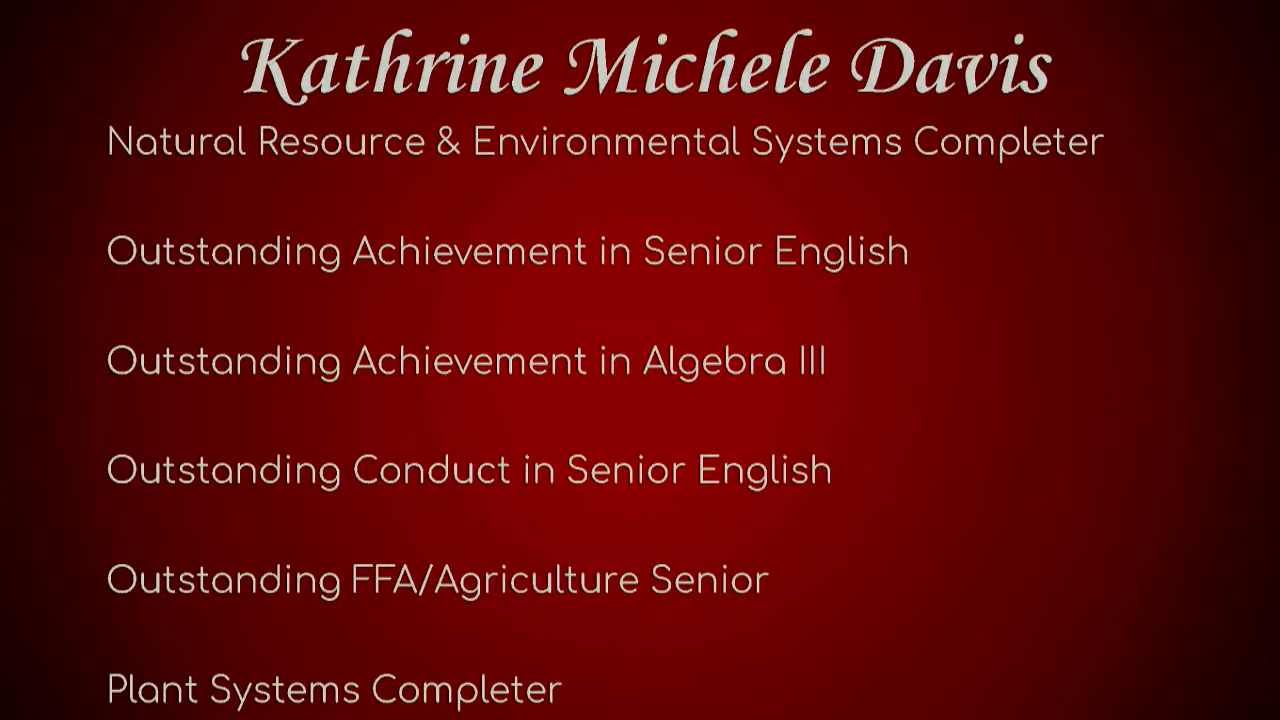 Kathrine Michele Davis
Natural Resource & Environmental Systems Completer
Outstanding Achievement in Senior English
Outstanding Achievement in Algebra III
Outstanding Conduct in Senior English
Outstanding FFA/Agriculture Senior
Plant Systems Completer